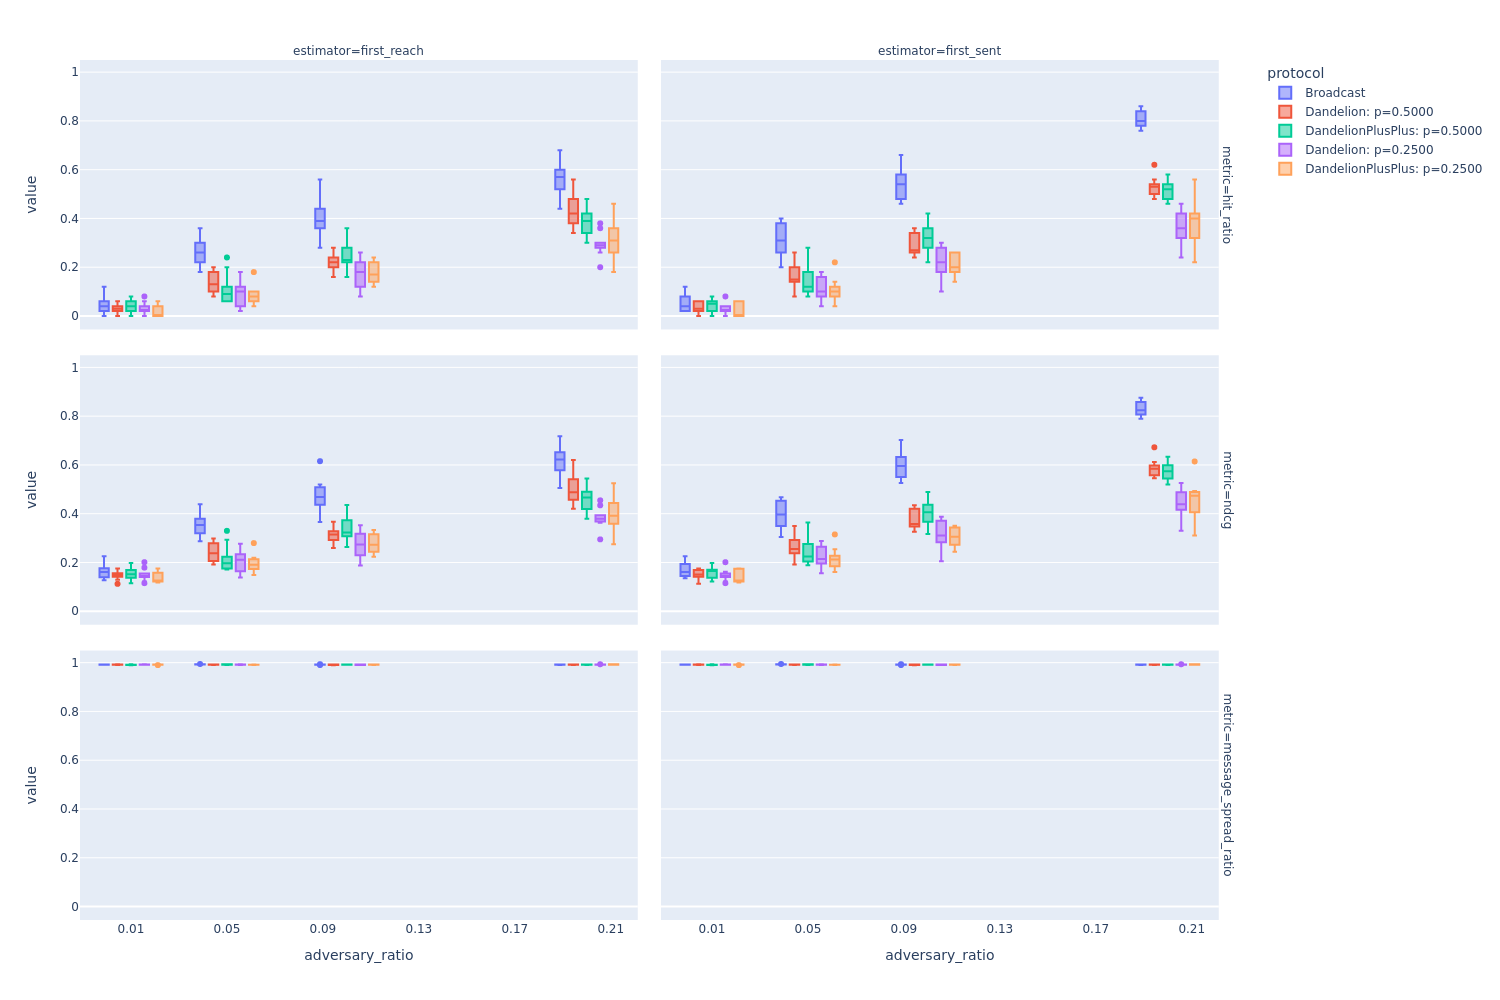 estimator=first_reach
estimator=first_sent
protocol
Broadcast
Dandelion: p=0.5000
DandelionPlusPlus: p=0.5000
Dandelion: p=0.2500
DandelionPlusPlus: p=0.2500
1
0.8
0.6
0.4
0.2
0
value
metric=hit_ratio
1
0.8
0.6
0.4
0.2
0
value
metric=ndcg
1
0.8
0.6
0.4
0.2
0
value
metric=message_spread_ratio
0.01 0.05 0.09 0.13 0.17 0.21
0.01 0.05 0.09 0.13 0.17 0.21
adversary_ratio
adversary_ratio